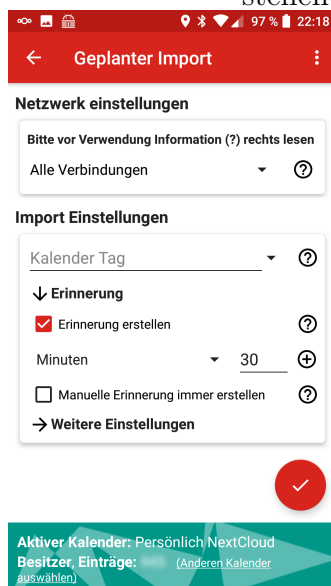 97 % 22:18
Geplanter Import
Netzwerk einstellungen
Bitte vor Verwendung Information (?) rechts lesen
Alle Verbindungen
Import Einstellungen
Kalender Tag
Erinnerung
Erinnerung erstellen
Minuten 30
Manuelle Erinnerung immer erstellen
Weitere Einstellungen
Aktiver Kalender: Persönlich NextCloud
Besitzer, Einträge: (Anderen Kalender
auswählen)